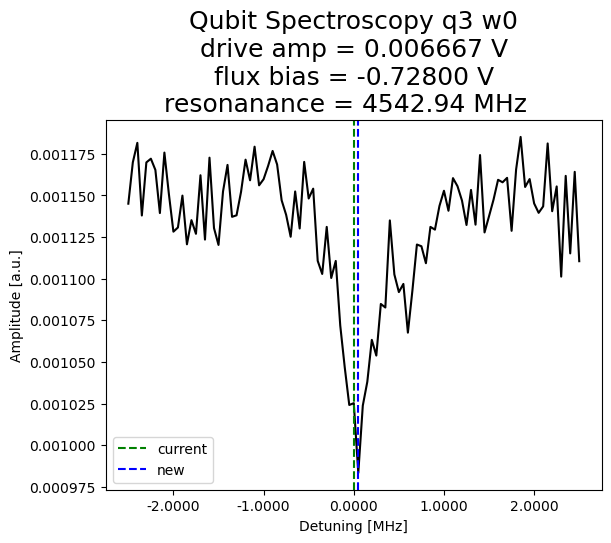 Qubit Spectroscopy q3 w0
drive amp = 0.006667 V
flux bias = -0.72800 V
resonanance = 4542.94 MHz
Amplitude [a.u.]
0.001175
0.001150
0.001125
0.001100
0.001075
0.001050
0.001025
0.001000
0.000975
current
new
-2.0000 -1.0000 0.0000 1.0000 2.0000
Detuning [MHz]